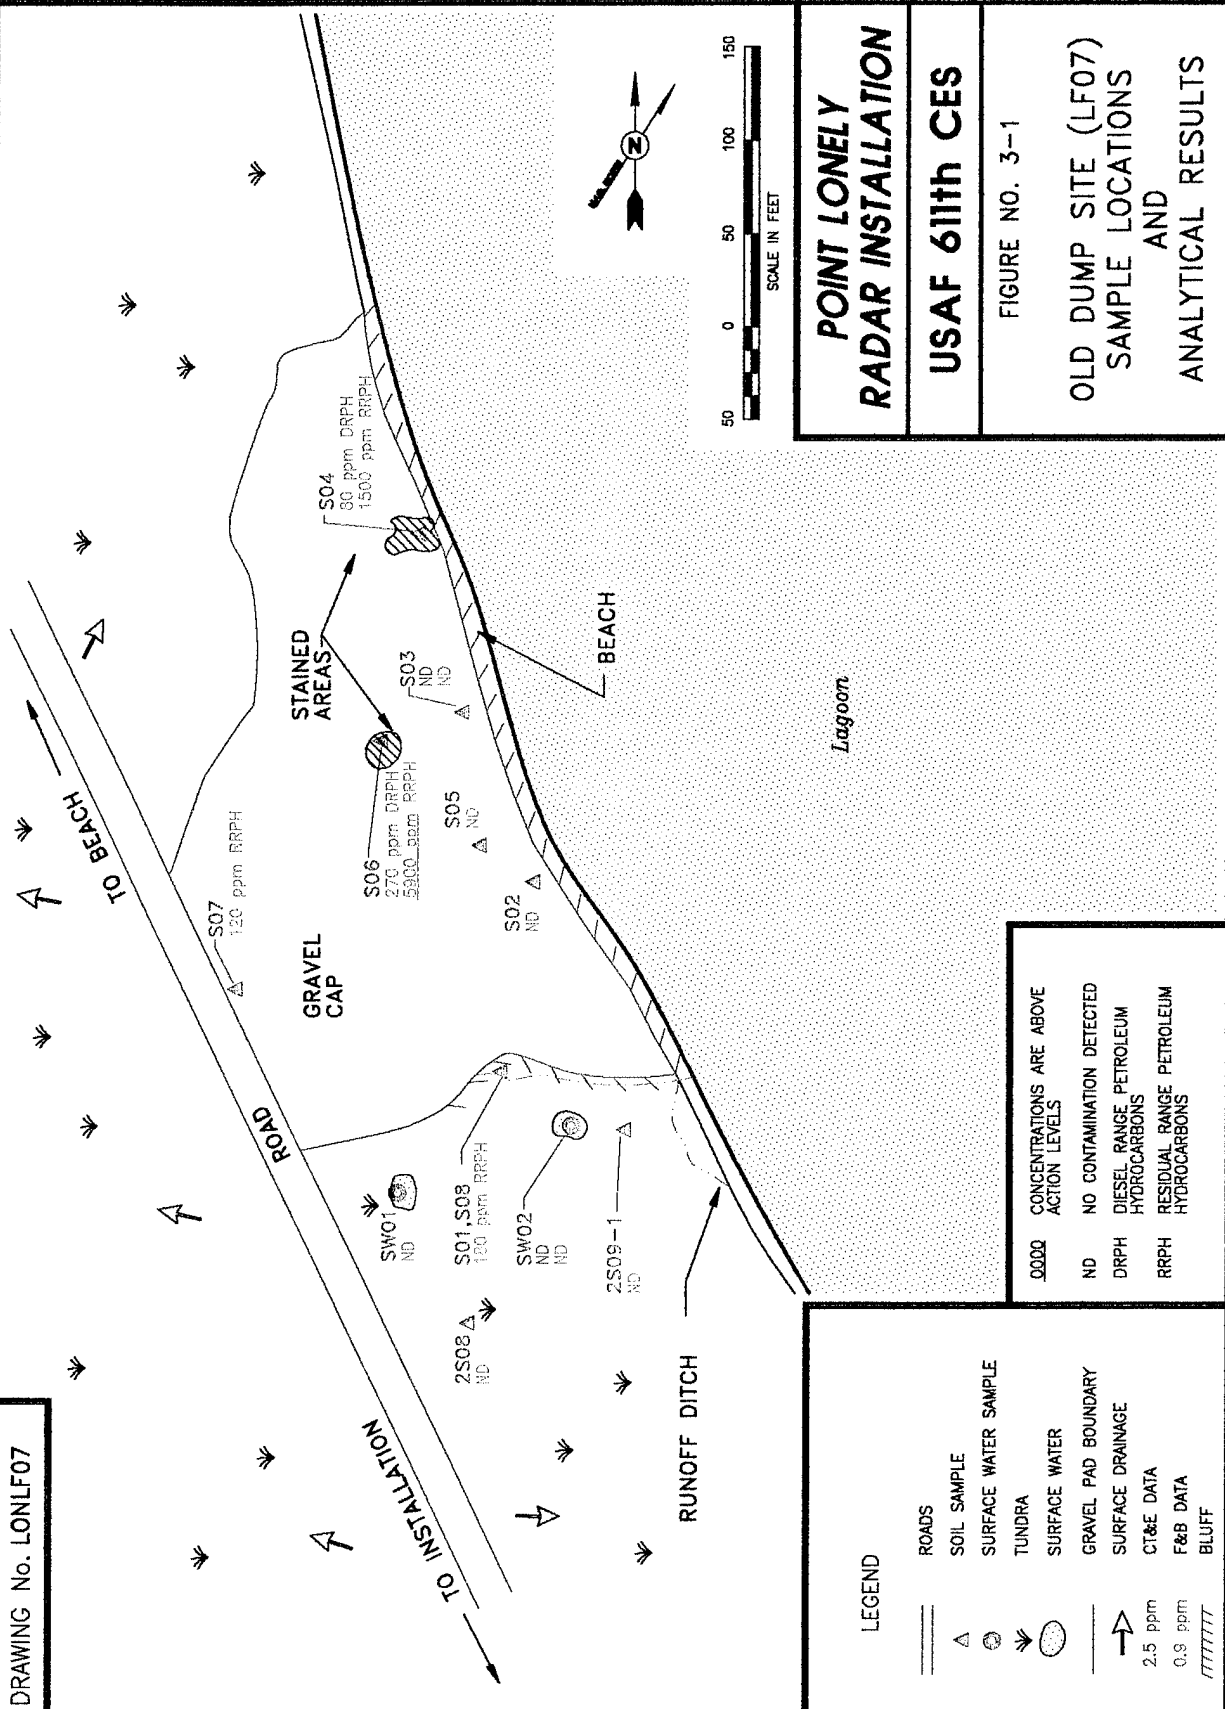 DRAWING No. LONLF07
TO BEACH
ROAD
TO INSTALLATION
S07
120 ppm RRPH
GRAVEL
CAP
STAINED
AREAS
S04
80 ppm DRPH
1500 ppm RRPH
S03
ND
ND
S06
270 ppm DRPH
5900 ppm RRPH
S05
ND
S02
ND
BEACH
Lagoon
SW01
ND
S01,S08
ppm RRPH
SW02
ND
ND
2S09-1
ND
2S08
ND
RUNOFF DITCH
N
50
0
50
100
150
SCALE IN FEET
LEGEND
ROADS
SOIL SAMPLE
SURFACE WATER SAMPLE
TUNDRA
SURFACE WATER
GRAVEL PAD BOUNDARY
SURFACE DRAINAGE
2.5 ppm CT&E DATA
0.9 ppm F&B DATA
BLUFF
0000 CONCENTRATIONS ARE ABOVE
ACTION LEVELS
ND NO CONTAMINATION DETECTED
DRPH DIESEL RANGE PETROLEUM
HYDROCARBONS
RRPH RESIDUAL RANGE PETROLEUM
HYDROCARBONS
POINT LONELY
RADAR INSTALLATION
USAF 611th CES
FIGURE NO. 3-1
OLD DUMP SITE (LF07)
SAMPLE LOCATIONS
AND
ANALYTICAL RESULTS